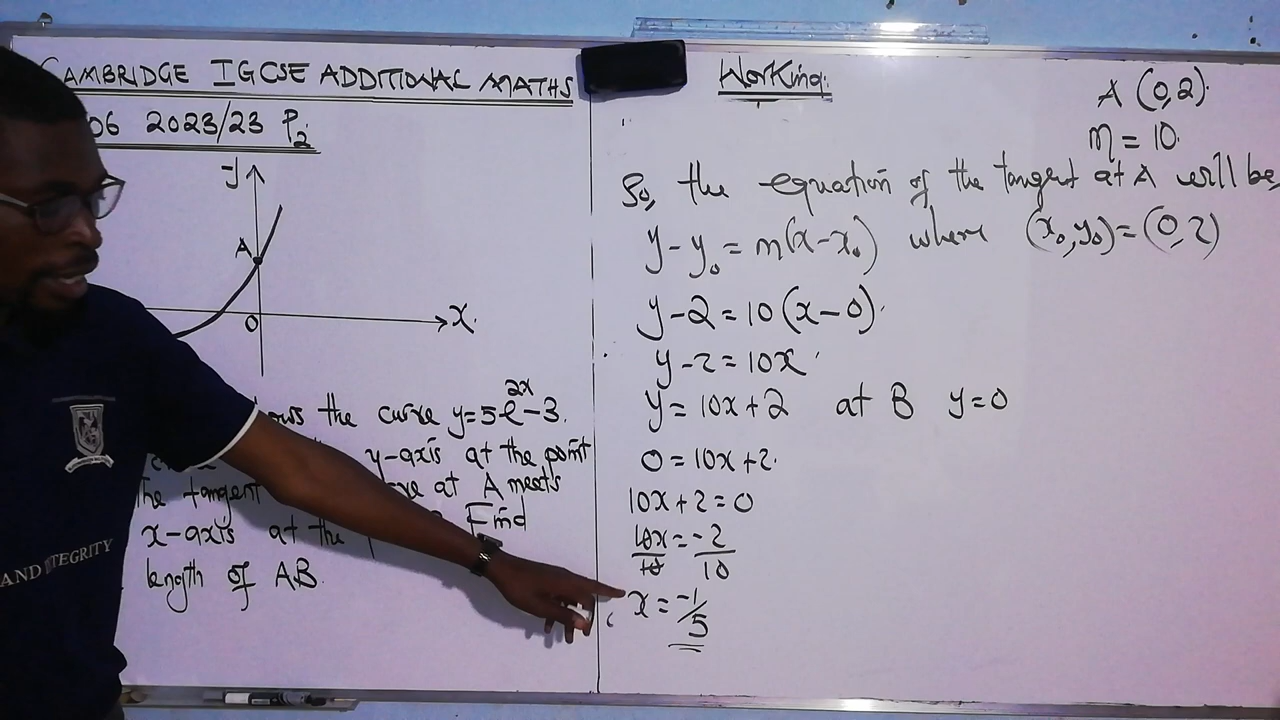 CAMBRIDGE IGCSE ADDITIONAL MATHS
06 2023/23 P2
y
A
O
x
the curve y=5e^2x-3.
y-axis at the point
The tangent at A meets
x-axis at the Find
length of AB.
AND INTEGRITY
Working:
A (0,2)
m = 10
So, the equation of the tangent at A will be,
y-y₀ = m(x-x₀) where (x₀,y₀)=(0,2)
y-2=10(x-0)
y-2=10x
y=10x+2 at B y=0
0=10x+2
10x+2=0
10x/10 = -2/10
x = -1/5